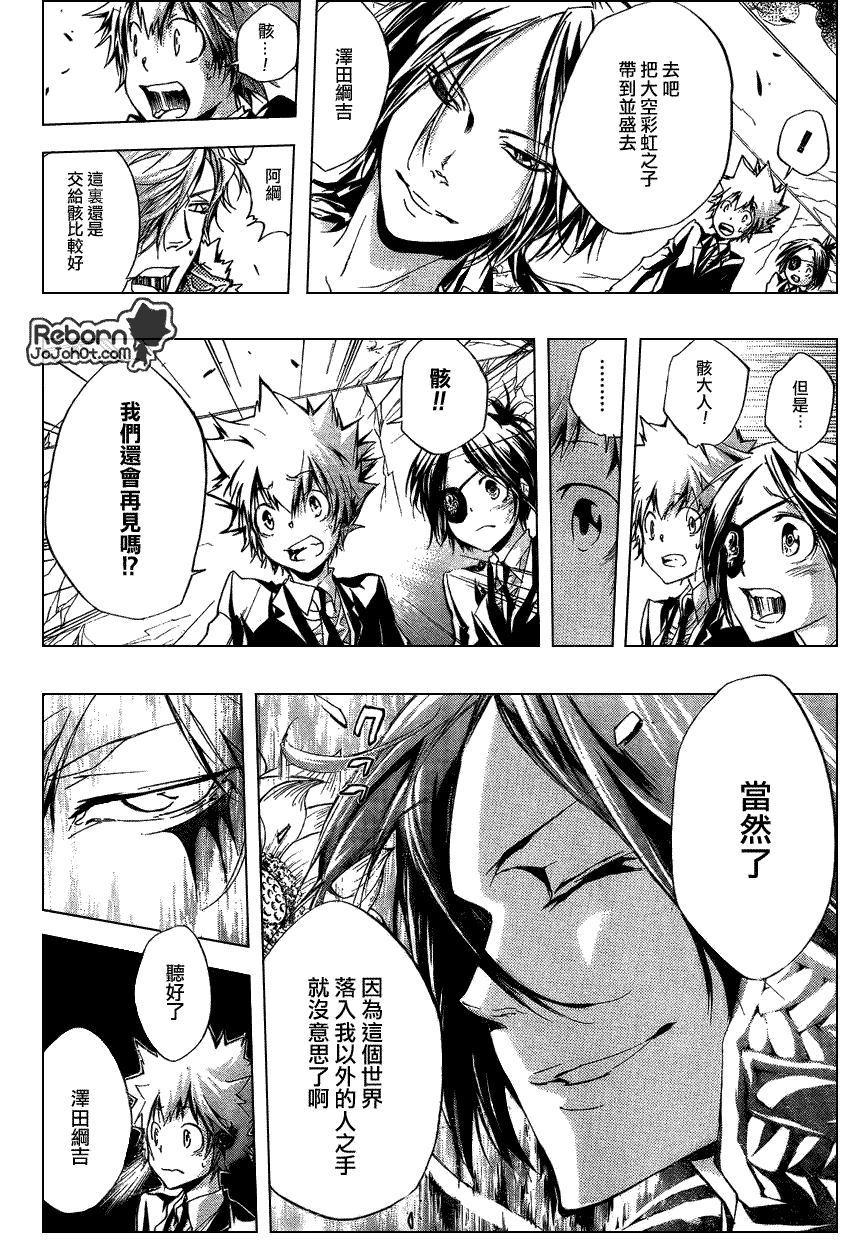 !
去吧
把大空彩虹之子
帶到並盛去
澤田綱吉
骸…!
阿綱
這裏還是
交給骸比較好
Reborn
JoJoHOt.com
但是…
骸大人!
………
骸!!
我們還會再見嗎!?
當然了
因為這個世界
落入我以外的人之手
就沒意思了啊
クフフ
聽好了
澤田綱吉